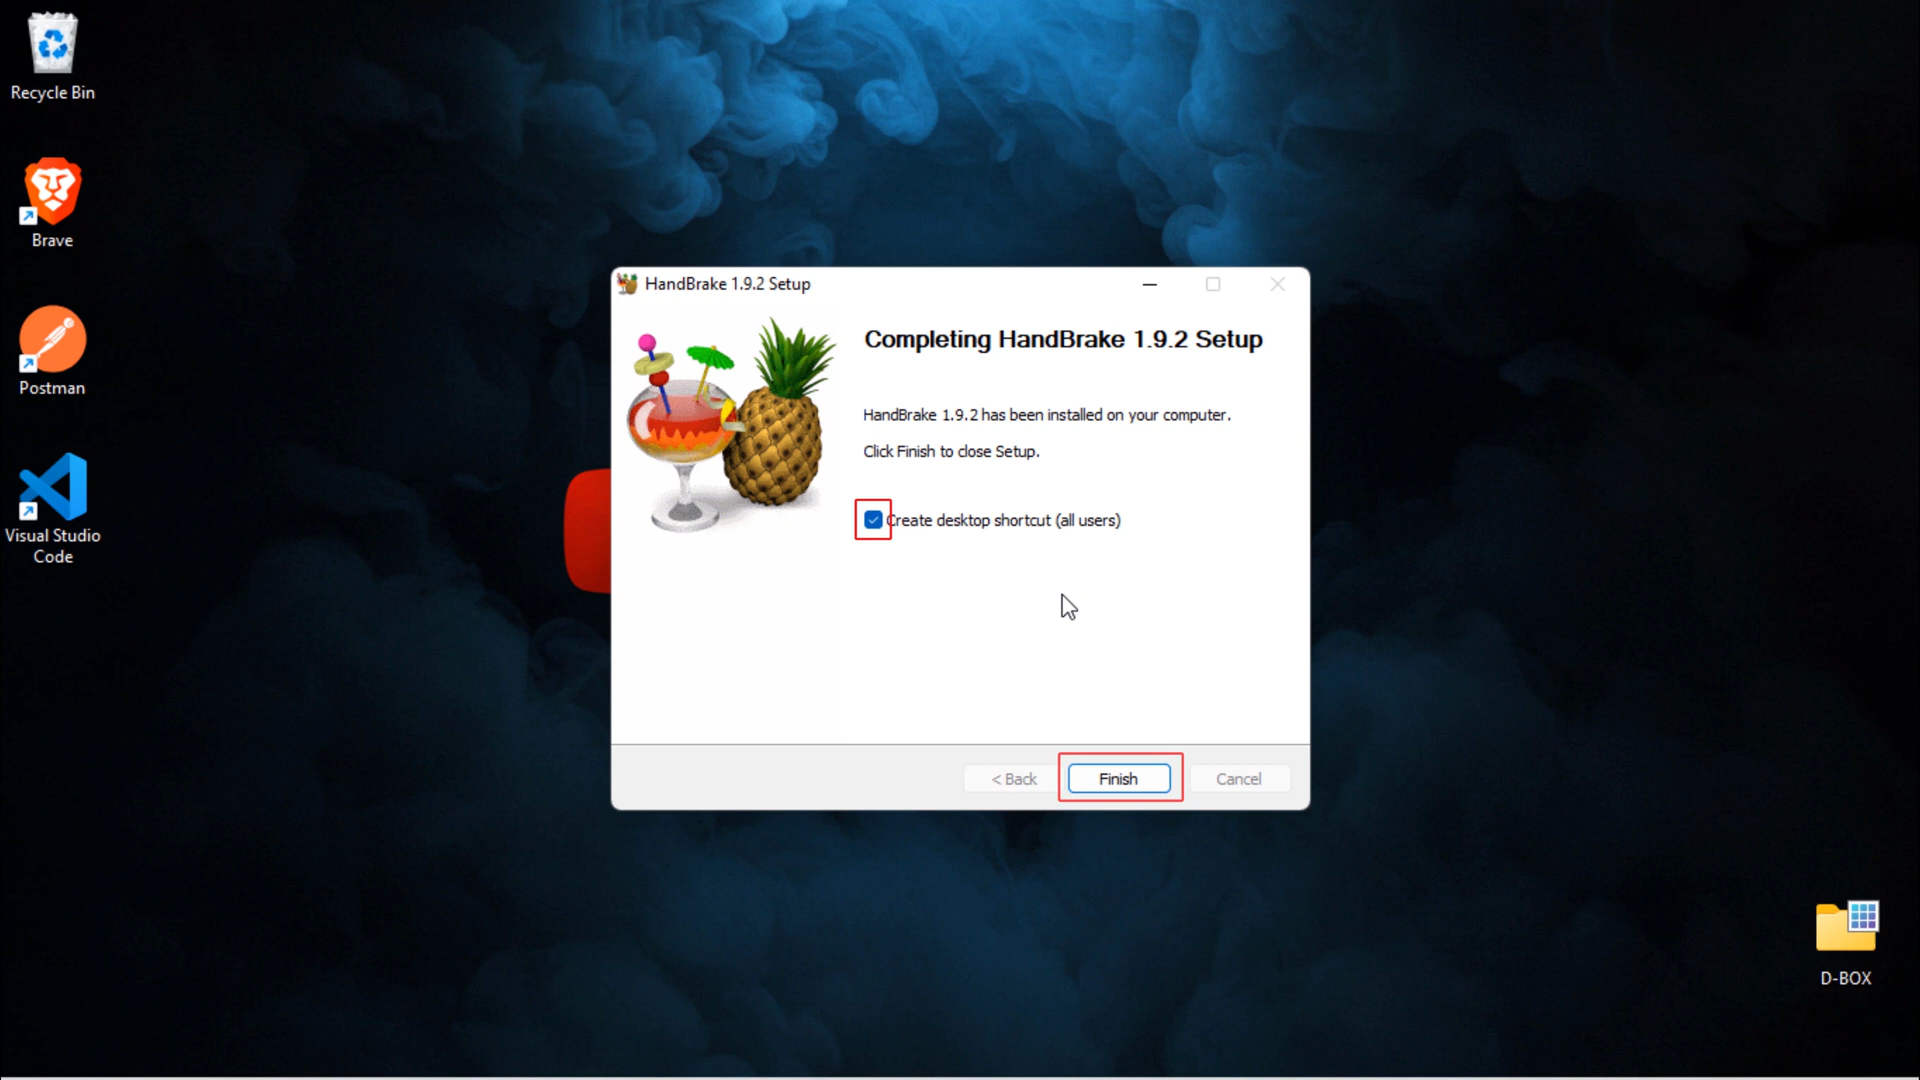 Recycle Bin
Brave
Postman
Visual Studio
Code
HandBrake 1.9.2 Setup
Completing HandBrake 1.9.2 Setup
HandBrake 1.9.2 has been installed on your computer.
Click Finish to close Setup.
Create desktop shortcut (all users)
< Back
Finish
Cancel
D-BOX